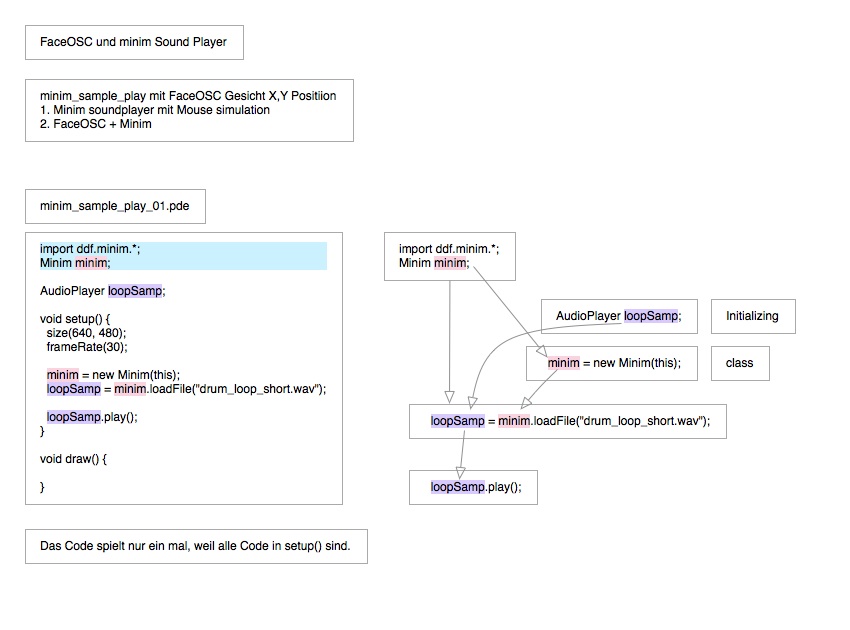 FaceOSC und minim Sound Player
minim_sample_play mit FaceOSC Gesicht X,Y Positiion
1. Minim soundplayer mit Mouse simulation
2. FaceOSC + Minim
minim_sample_play_01.pde
import ddf.minim.*;
Minim minim;
AudioPlayer loopSamp;
void setup() {
size(640, 480);
frameRate(30);
minim = new Minim(this);
loopSamp = minim.loadFile("drum_loop_short.wav");
loopSamp.play();
}
void draw() {
}
import ddf.minim.*;
Minim minim;
AudioPlayer loopSamp;
Initializing
minim = new Minim(this);
class
loopSamp = minim.loadFile("drum_loop_short.wav");
loopSamp.play();
Das Code spielt nur ein mal, weil alle Code in setup() sind.